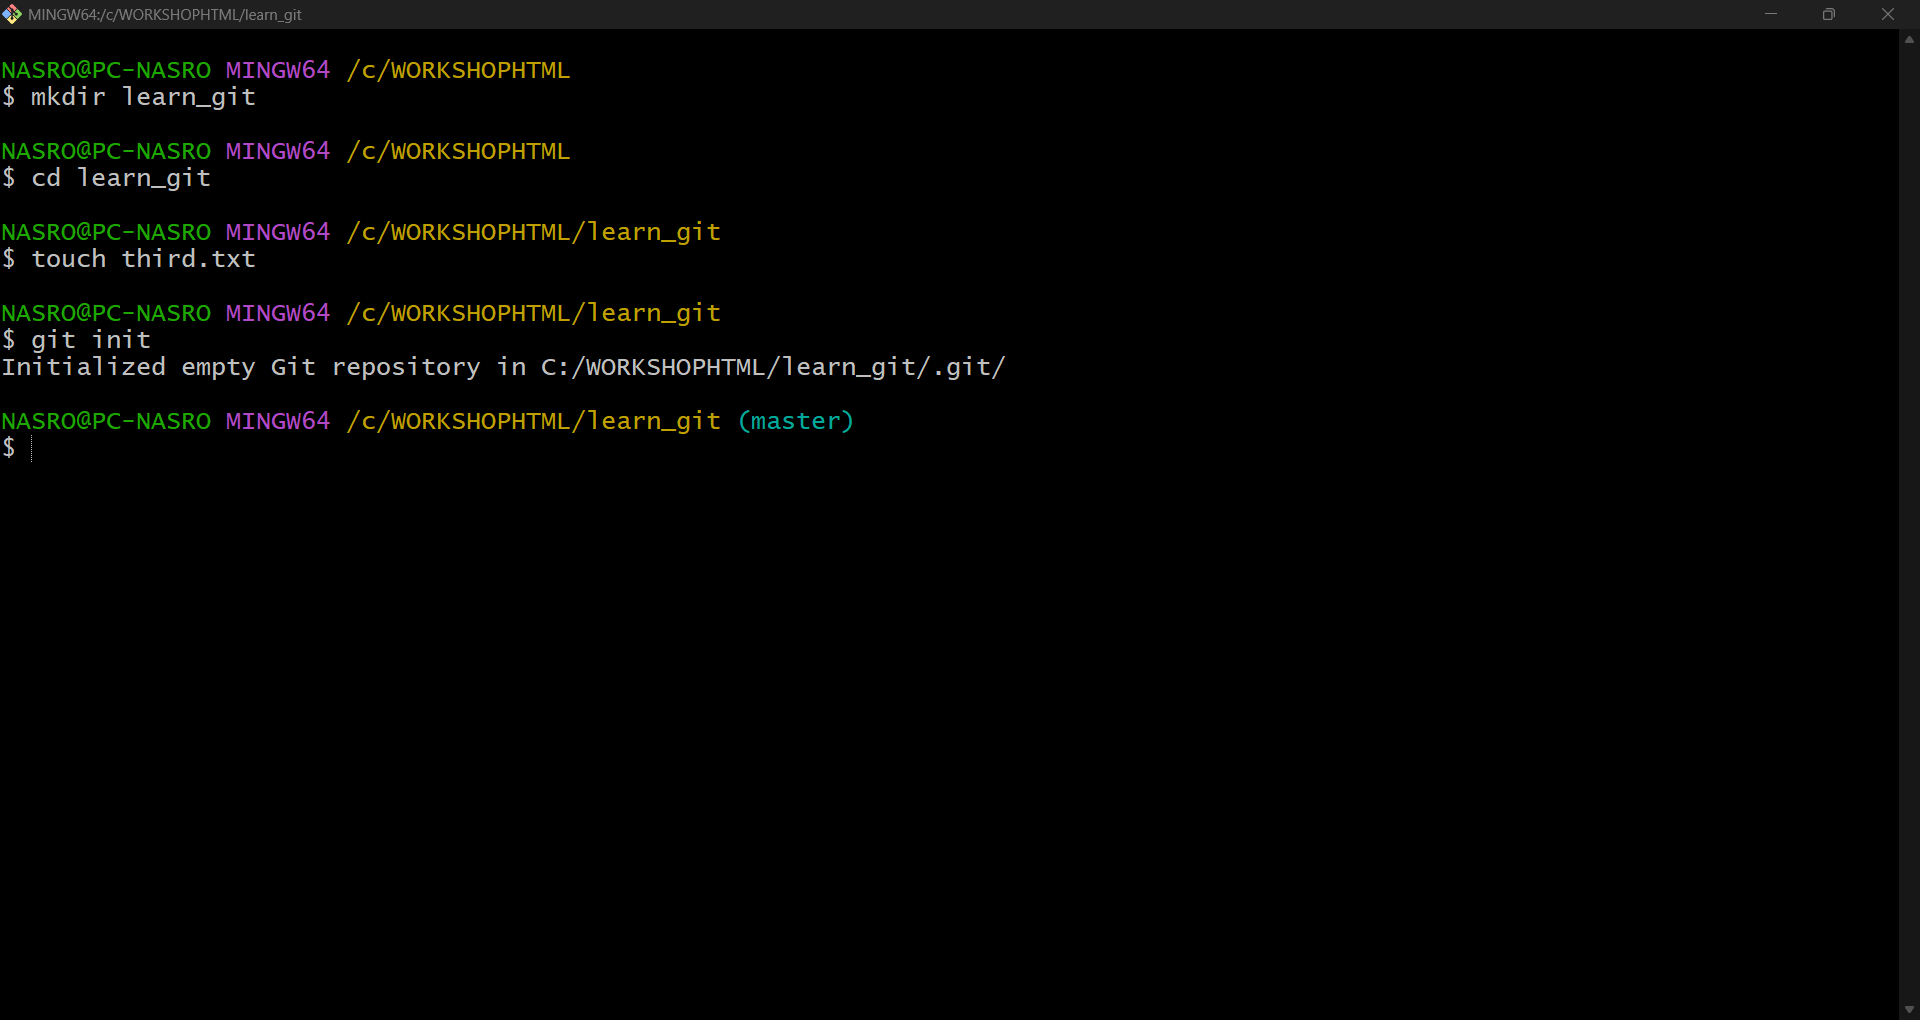 MINGW64:/c/WORKSHOPHTML/learn_git
NASRO@PC-NASRO MINGW64 /c/WORKSHOPHTML
$ mkdir learn_git
NASRO@PC-NASRO MINGW64 /c/WORKSHOPHTML
$ cd learn_git
NASRO@PC-NASRO MINGW64 /c/WORKSHOPHTML/learn_git
$ touch third.txt
NASRO@PC-NASRO MINGW64 /c/WORKSHOPHTML/learn_git
$ git init
Initialized empty Git repository in C:/WORKSHOPHTML/learn_git/.git/
NASRO@PC-NASRO MINGW64 /c/WORKSHOPHTML/learn_git (master)
$